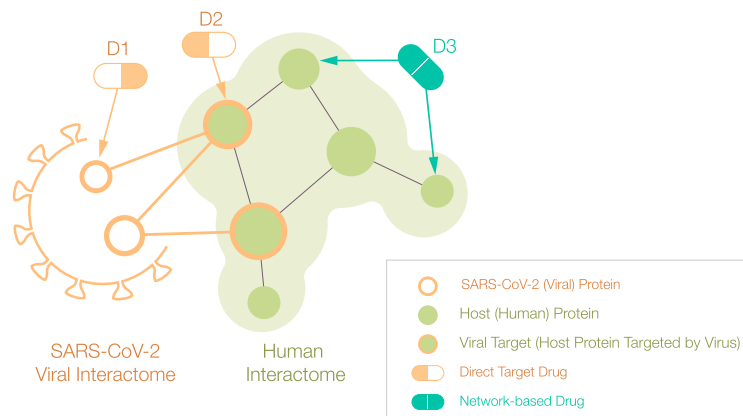 D1
D2
D3
SARS-CoV-2
Viral Interactome
Human
Interactome
SARS-CoV-2 (Viral) Protein
Host (Human) Protein
Viral Target (Host Protein Targeted by Virus)
Direct Target Drug
Network-based Drug